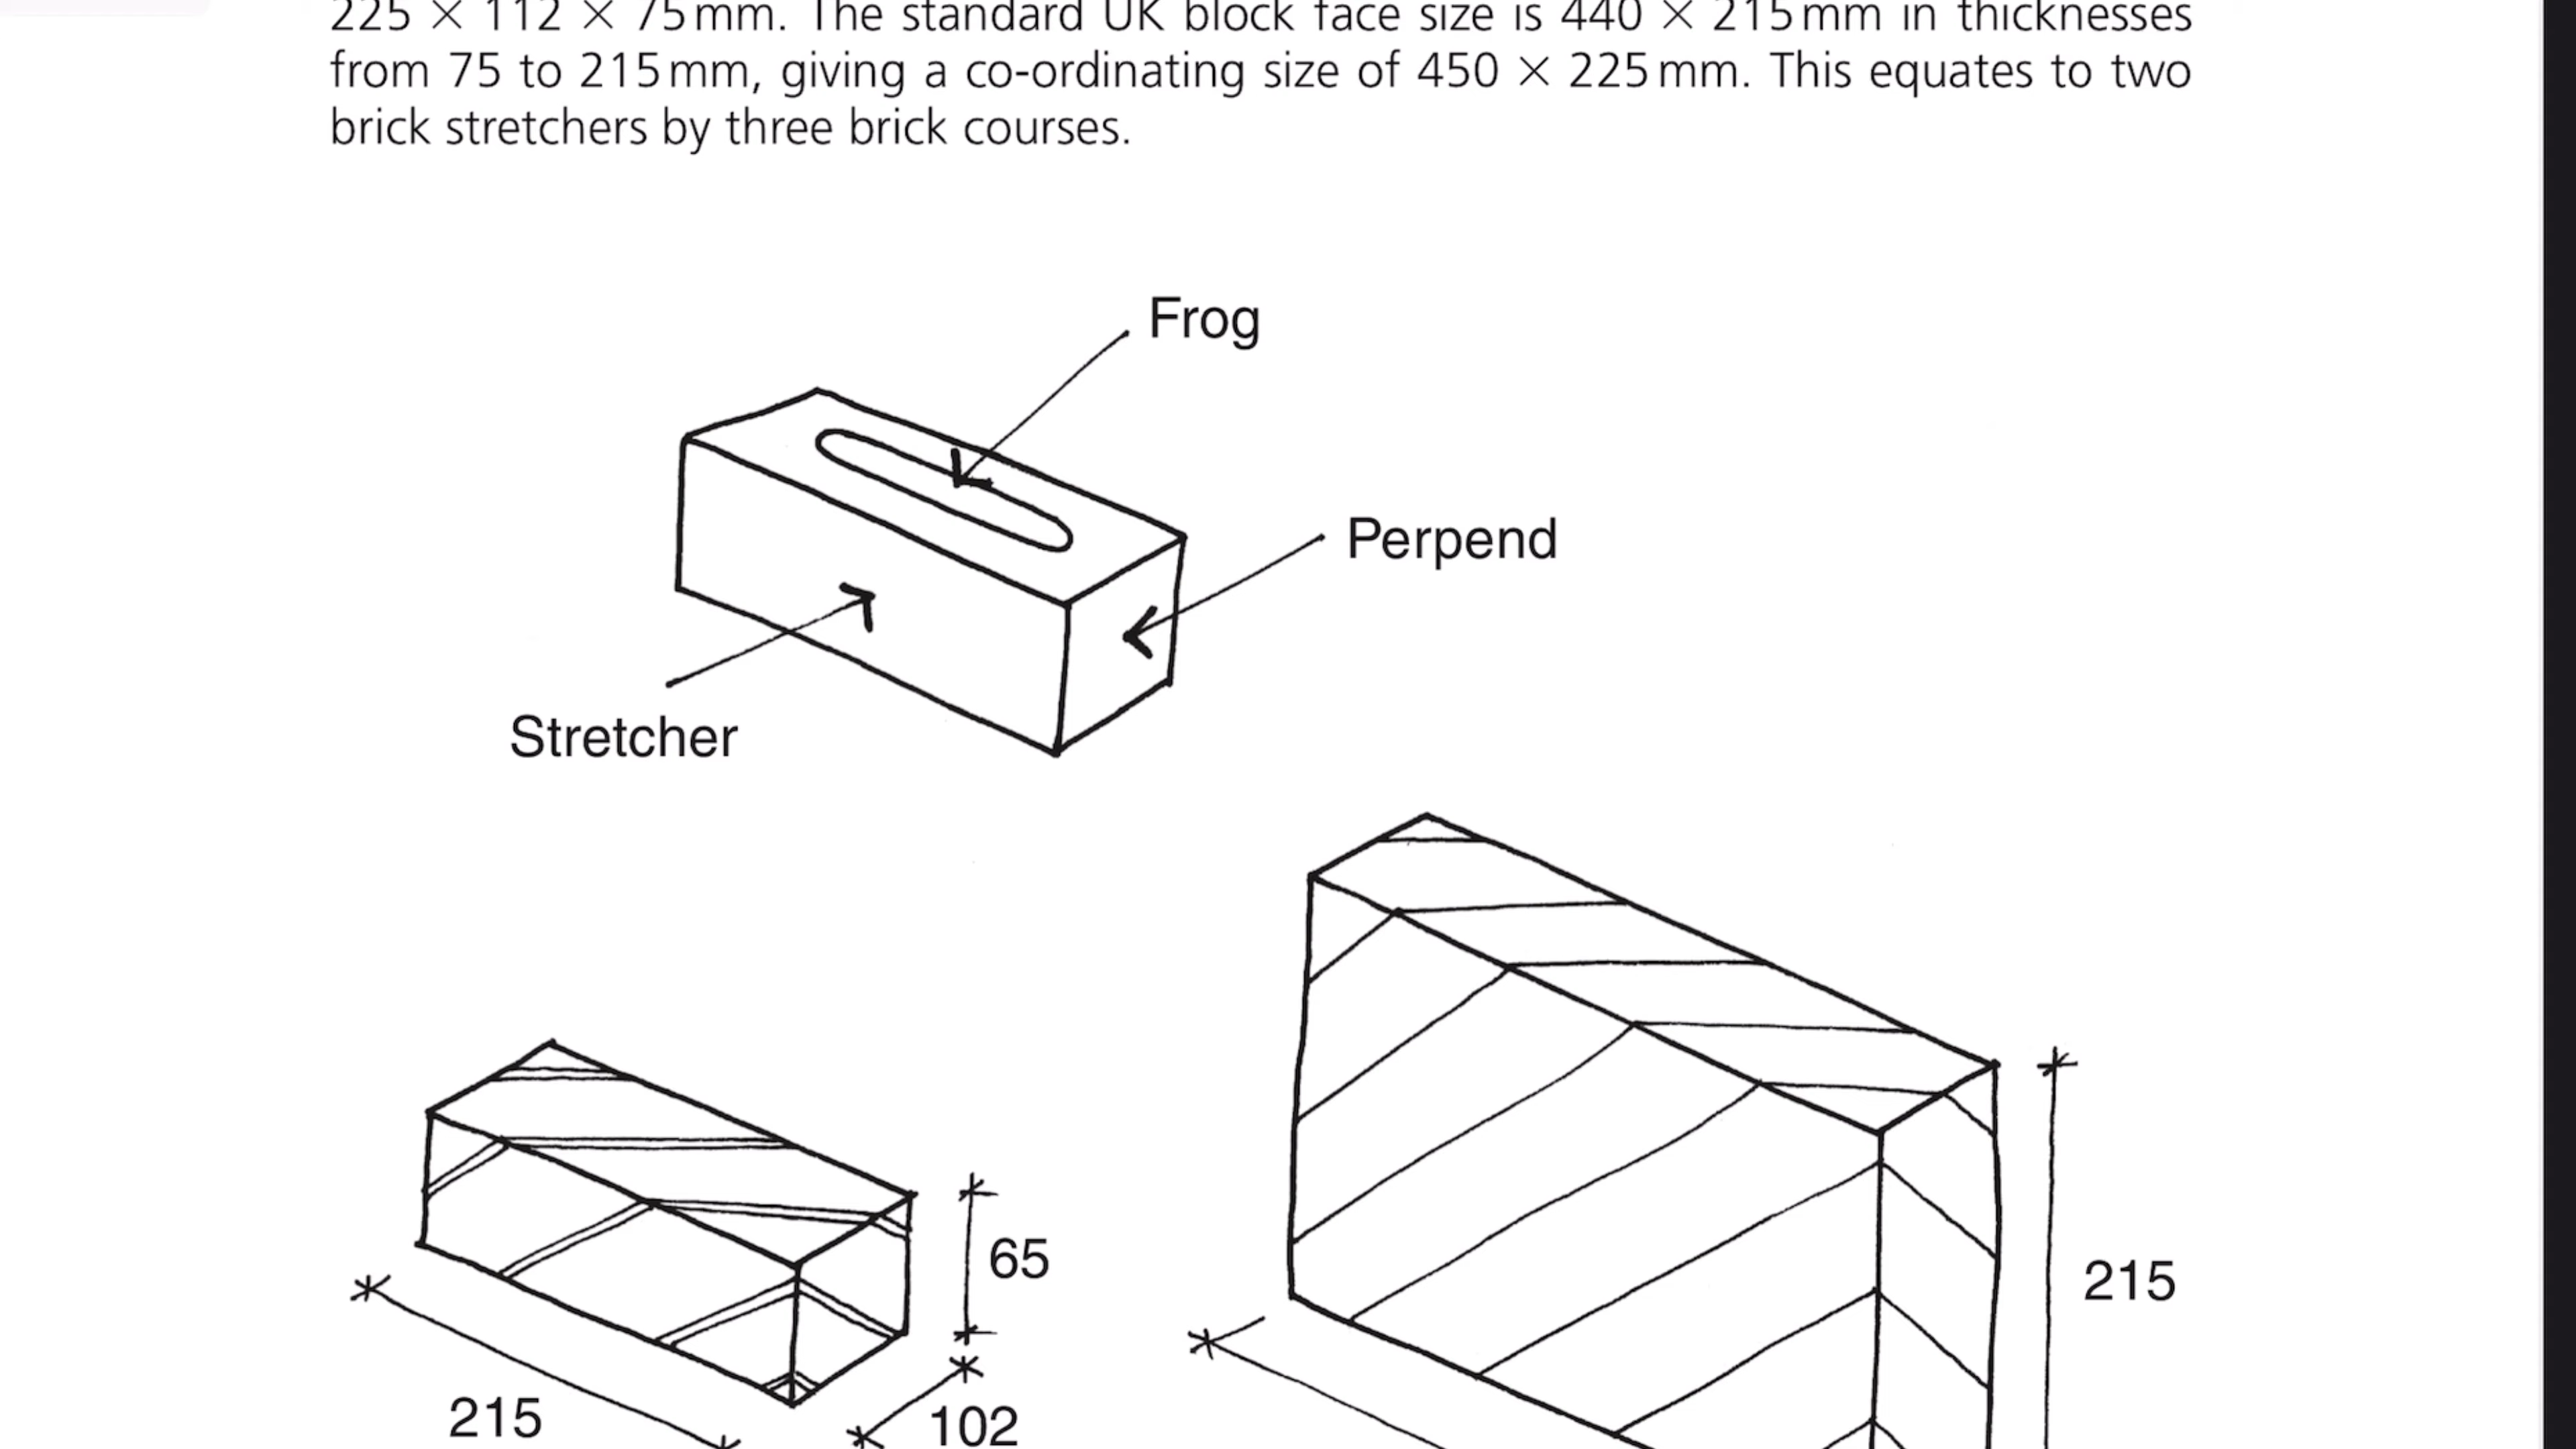 225 × 112 × 75 mm. The standard UK block face size is 440 × 215 mm in thicknesses
from 75 to 215 mm, giving a co-ordinating size of 450 × 225 mm. This equates to two
brick stretchers by three brick courses.
Frog
Perpend
Stretcher
65
215
215
102